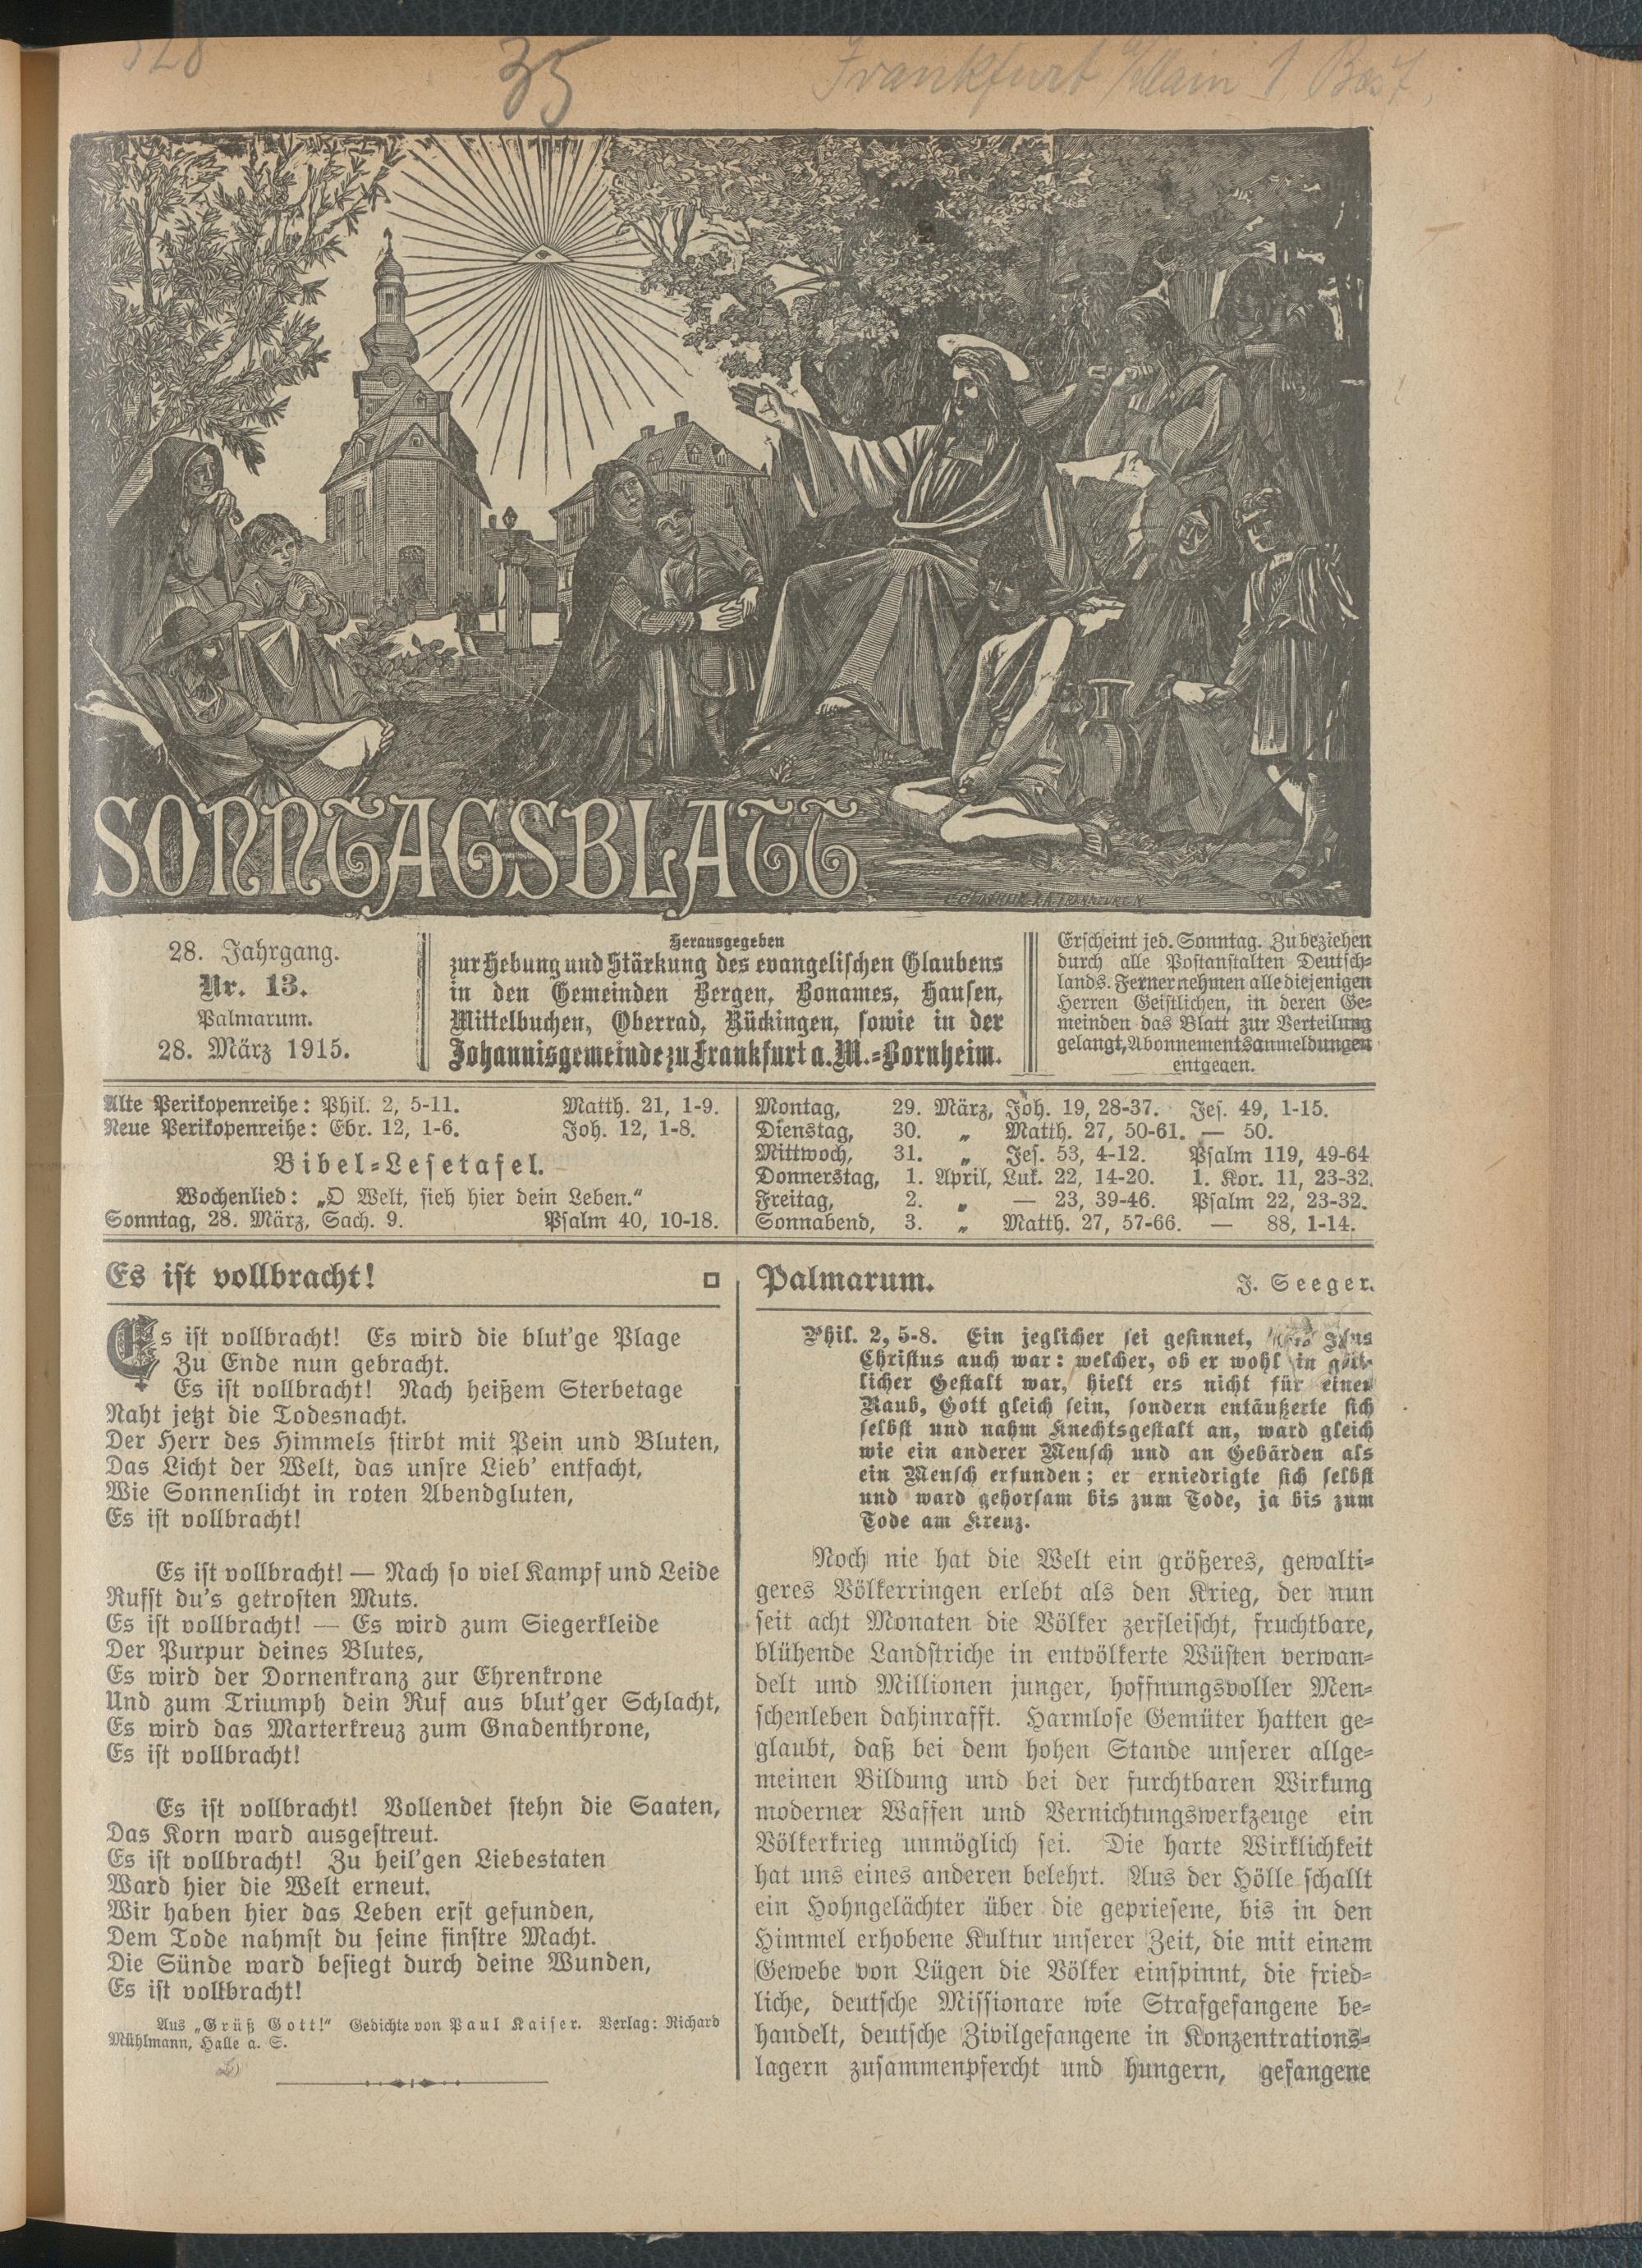 35
Frankfurt a/Main 1 Best.
SONNTAGSBLATT
28. Jahrgang.
Nr. 13.
Palmarum.
28. März 1915.
Herausgegeben
zur Hebung und Stärkung des evangelischen Glaubens
in den Gemeinden Bergen, Bonames, Hausen,
Mittelbuchen, Oberrad, Rückingen, sowie in der
Johannisgemeinde zu Frankfurt a. M.-Bornheim.
Erscheint jed. Sonntag. Zu beziehen
durch alle Postanstalten Deutsch-
lands. Ferner nehmen alle diejenigen
Herren Geistlichen, in deren Ge-
meinden das Blatt zur Verteilung
gelangt, Abonnementsanmeldungen
entgegen.
Alte Perikopenreihe: Phil. 2, 5-11. Matth. 21, 1-9.
Neue Perikopenreihe: Ebr. 12, 1-6. Joh. 12, 1-8.
Bibel-Lesetafel.
Wochenlied: „O Welt, sieh hier dein Leben.“
Sonntag, 28. März, Sach. 9. Psalm 40, 10-18.
Montag, 29. März, Joh. 19, 28-37. Jes. 49, 1-15.
Dienstag, 30. „ Matth. 27, 50-61. — 50.
Mittwoch, 31. „ Jes. 53, 4-12. Psalm 119, 49-64
Donnerstag, 1. April, Luk. 22, 14-20. 1. Kor. 11, 23-32.
Freitag, 2. „ — 23, 39-46. Psalm 22, 23-32.
Sonnabend, 3. „ Matth. 27, 57-66. — 88, 1-14.
Es ist vollbracht!
Es ist vollbracht! Es wird die blut'ge Plage
Zu Ende nun gebracht.
Es ist vollbracht! Nach heißem Sterbetage
Naht jetzt die Todesnacht.
Der Herr des Himmels stirbt mit Pein und Bluten,
Das Licht der Welt, das unsre Lieb' entfacht,
Wie Sonnenlicht in roten Abendgluten,
Es ist vollbracht!
Es ist vollbracht! — Nach so viel Kampf und Leide
Rufst du's getrosten Muts.
Es ist vollbracht! — Es wird zum Siegerkleide
Der Purpur deines Blutes,
Es wird der Dornenkranz zur Ehrenkrone
Und zum Triumph dein Ruf aus blut'ger Schlacht,
Es wird das Marterkreuz zum Gnadenthrone,
Es ist vollbracht!
Es ist vollbracht! Vollendet stehn die Saaten,
Das Korn ward ausgestreut.
Es ist vollbracht! Zu heil'gen Liebestaten
Ward hier die Welt erneut.
Wir haben hier das Leben erst gefunden,
Dem Tode nahmst du seine finstre Macht.
Die Sünde ward besiegt durch deine Wunden,
Es ist vollbracht!
Aus „Grüß Gott!“ Gedichte von Paul Kaiser. Verlag: Richard
Mühlmann, Halle a. S.
Palmarum. J. Seeger.
Phil. 2, 5-8. Ein jeglicher sei gesinnet, Jesus
Christus auch war: welcher, ob er wohl in gött-
licher Gestalt war, hielt ers nicht für einen
Raub, Gott gleich sein, sondern entäußerte sich
selbst und nahm Knechtsgestalt an, ward gleich
wie ein anderer Mensch und an Gebärden als
ein Mensch erfunden; er erniedrigte sich selbst
und ward gehorsam bis zum Tode, ja bis zum
Tode am Kreuz.
Noch nie hat die Welt ein größeres, gewalti-
geres Völkerringen erlebt als den Krieg, der nun
seit acht Monaten die Völker zerfleischt, fruchtbare,
blühende Landstriche in entvölkerte Wüsten verwan-
delt und Millionen junger, hoffnungsvoller Men-
schenleben dahinrafft. Harmlose Gemüter hatten ge-
glaubt, daß bei dem hohen Stande unserer allge-
meinen Bildung und bei der furchtbaren Wirkung
moderner Waffen und Vernichtungswerkzeuge ein
Völkerkrieg unmöglich sei. Die harte Wirklichkeit
hat uns eines anderen belehrt. Aus der Hölle schallt
ein Hohngelächter über die gepriesene, bis in den
Himmel erhobene Kultur unserer Zeit, die mit einem
Gewebe von Lügen die Völker einspinnt, die fried-
liche, deutsche Missionare wie Strafgefangene be-
handelt, deutsche Zivilgefangene in Konzentrations-
lagern zusammenpfercht und hungern, gefangene